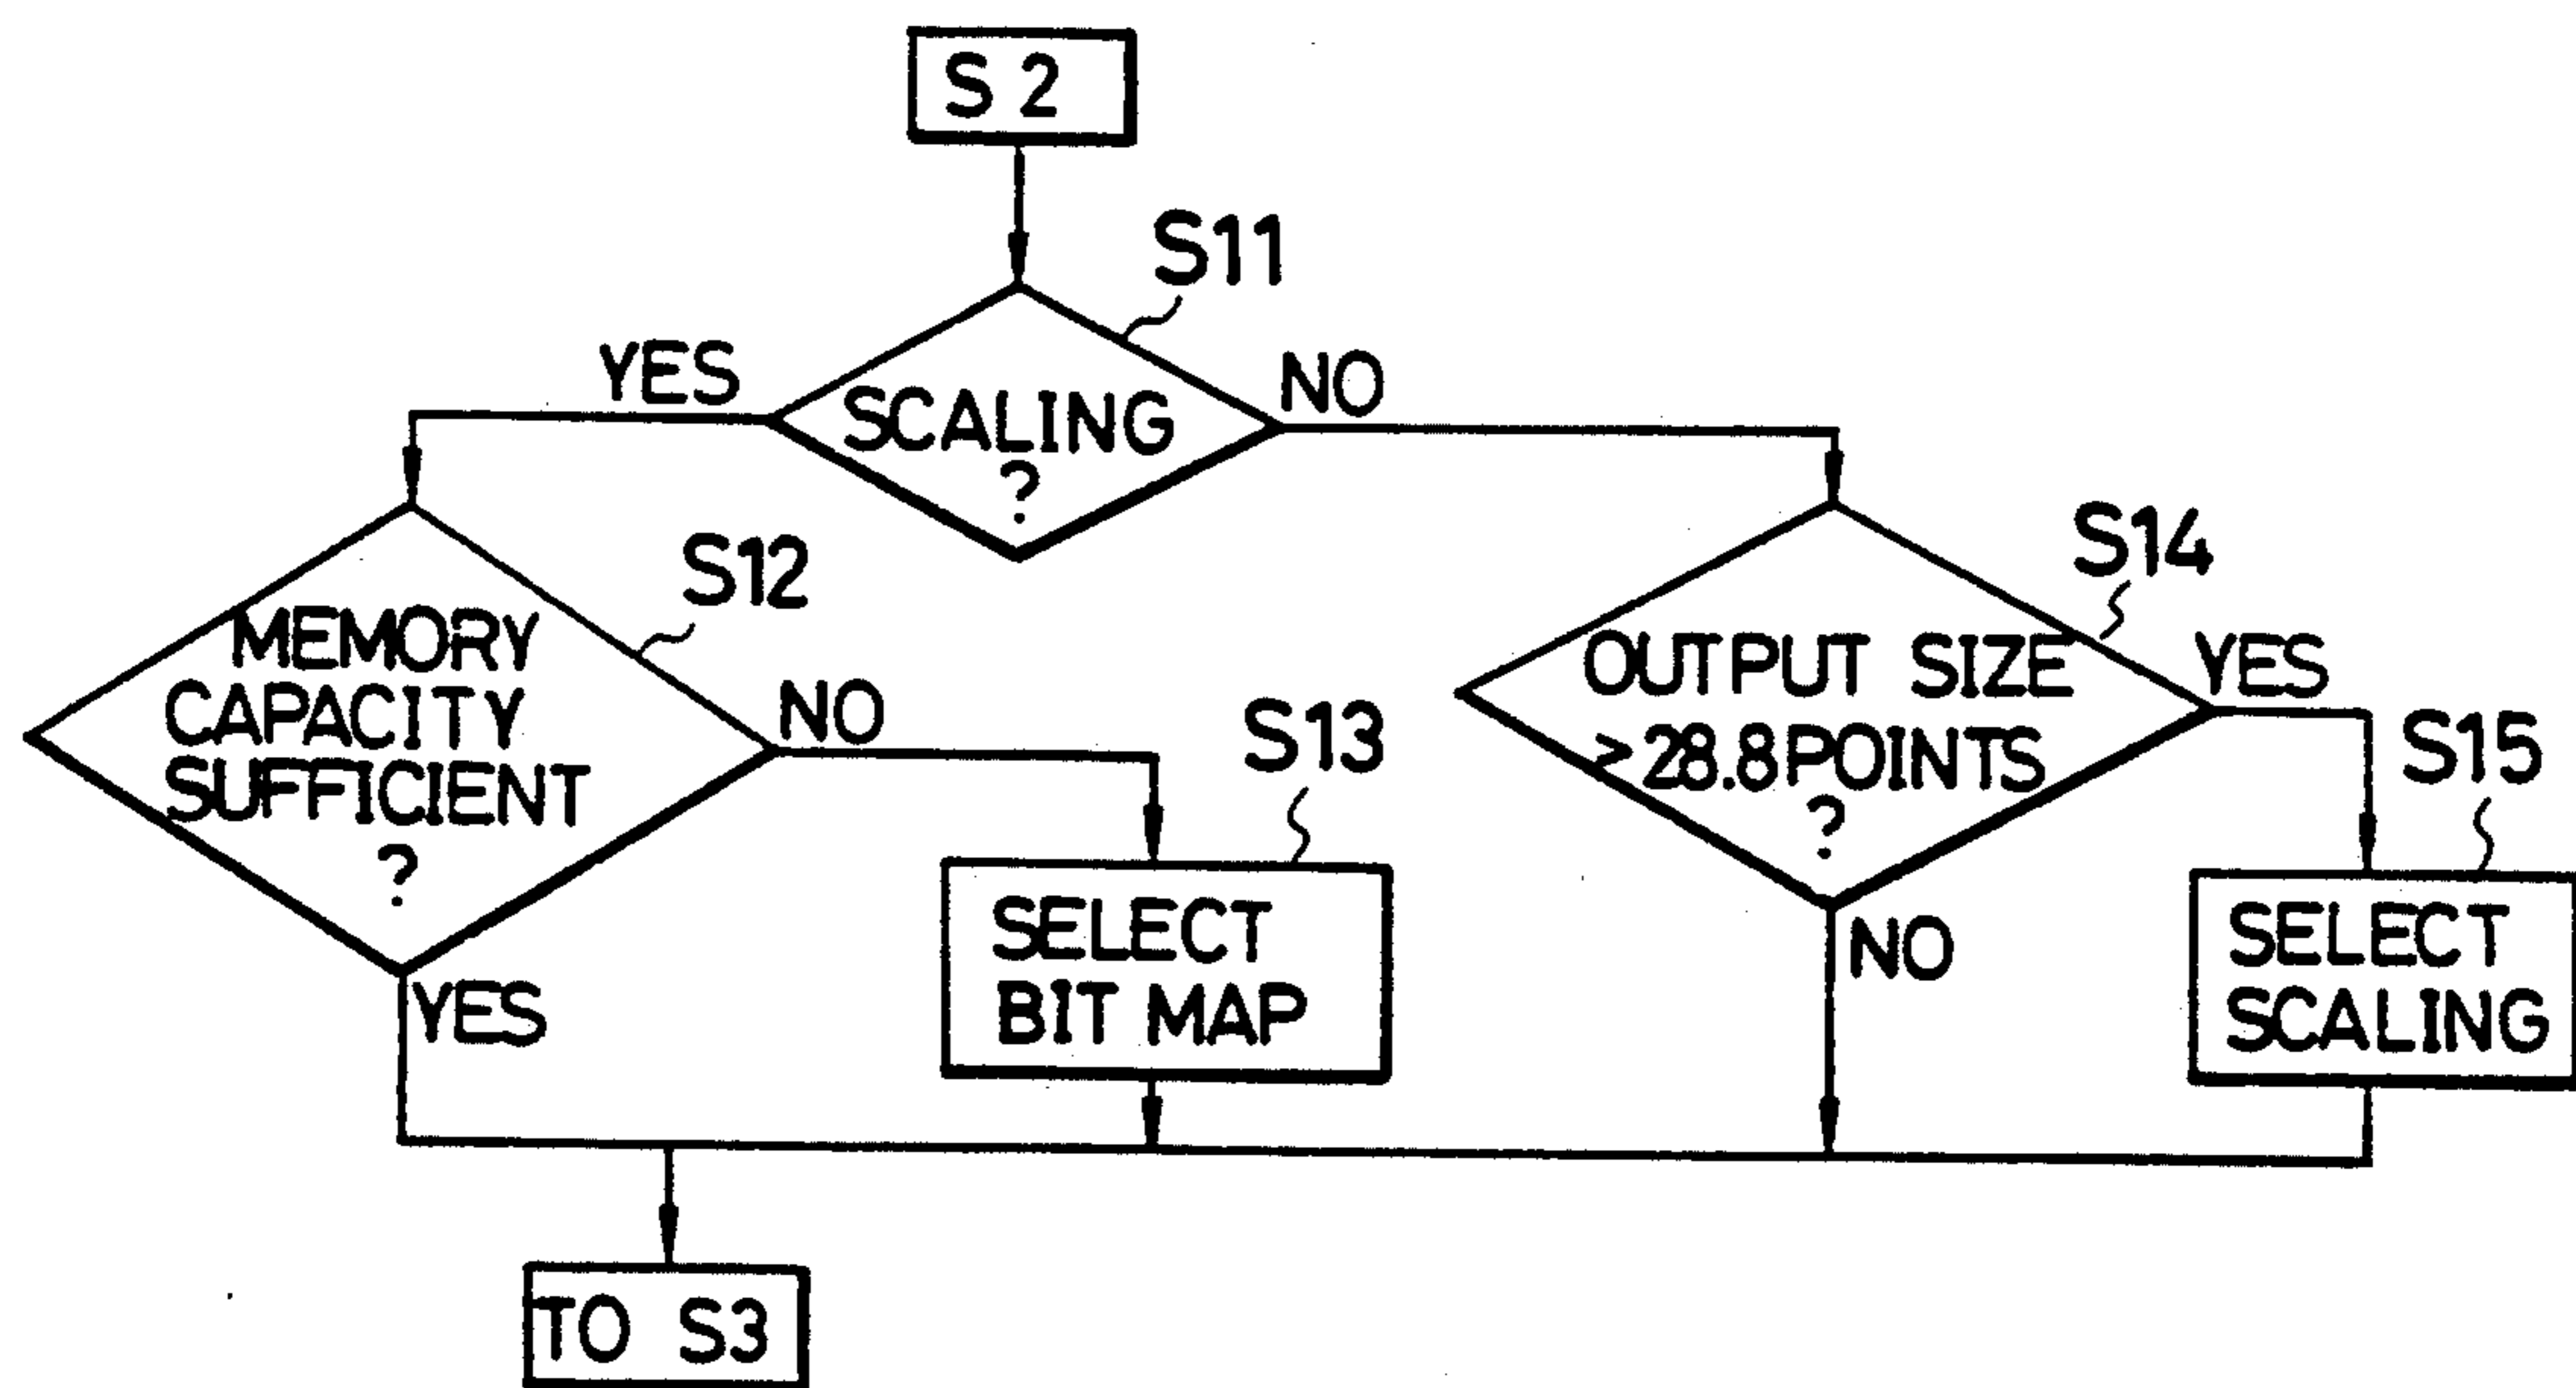 S 2
S11
YES
NO
SCALING
?
S12
S14
MEMORY
CAPACITY
SUFFICIENT
?
NO
YES
OUTPUT SIZE
> 28.8 POINTS
?
YES
NO
S13
SELECT
BIT MAP
S15
SELECT
SCALING
TO S3